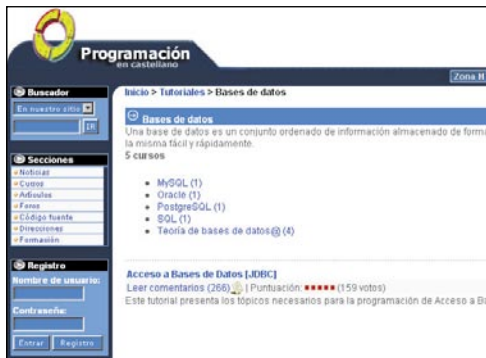 Programación
en castellano
Zona H
Buscador
En nuestro sitio
IR
Secciones
Noticias
Cursos
Artículos
Foros
Código fuente
Direcciones
Formación
Registro
Nombre de usuario:
Contraseña:
Entrar
Registro
Inicio > Tutoriales > Bases de datos
Bases de datos
Una base de datos es un conjunto ordenado de información almacenado de forma
la misma fácil y rápidamente.
5 cursos
MySQL (1)
Oracle (1)
PostgreSQL (1)
SQL (1)
Teoría de bases de datos@ (4)
Acceso a Bases de Datos [JDBC]
Leer comentarios (266) | Puntuación: (159 votos)
Este tutorial presenta los tópicos necesarios para la programación de Acceso a B